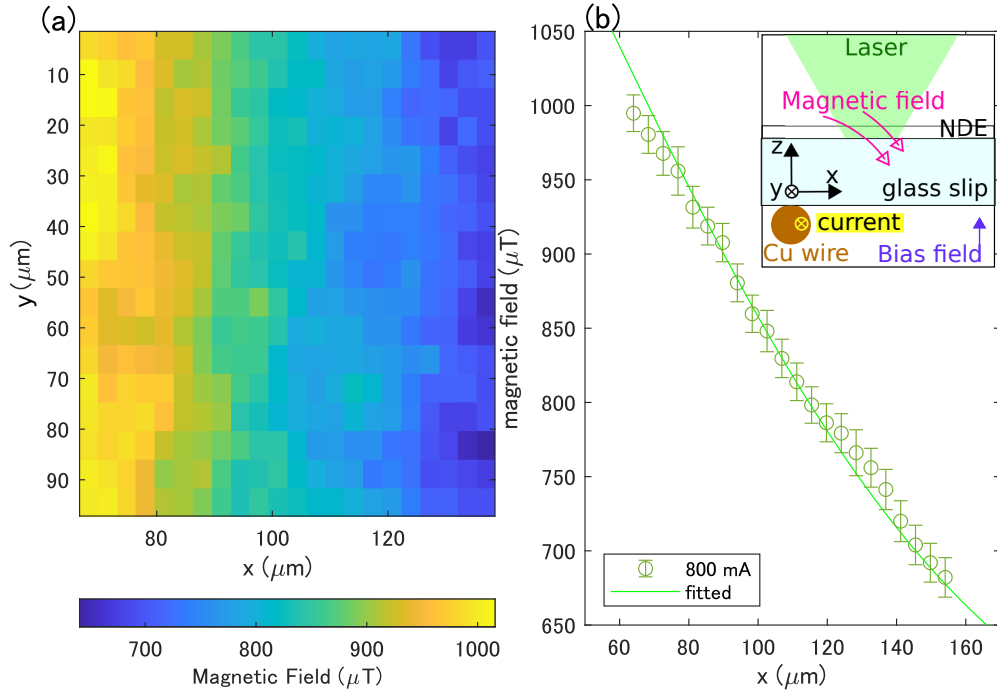 (a)
10
20
30
40
50
60
70
80
90
y (μm)
80
100
120
x (μm)
700
800
900
1000
Magnetic Field (μT)
(b)
1050
1000
950
900
850
800
750
700
650
magnetic field (μT)
60
80
100
120
140
160
x (μm)
Laser
Magnetic field
NDE
z
y
x
glass slip
current
Cu wire
Bias field
800 mA
fitted